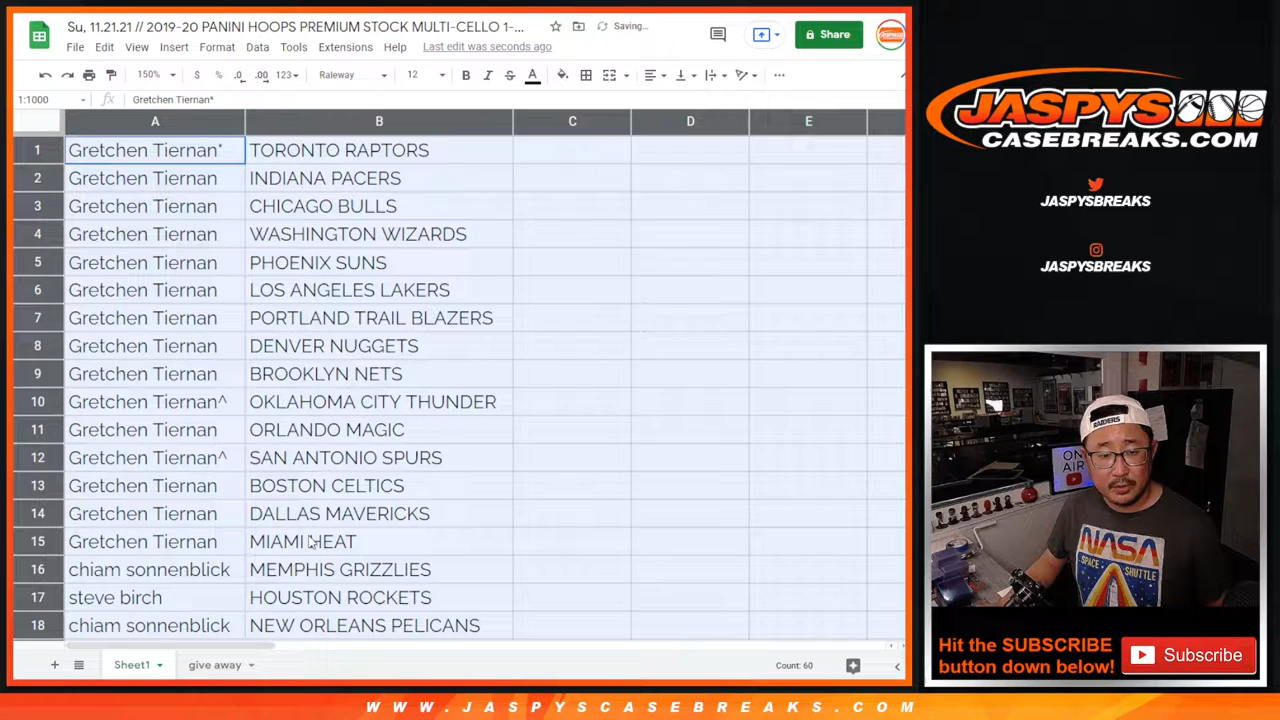 Su, 11.21.21 // 2019-20 PANINI HOOPS PREMIUM STOCK MULTI-CELLO 1-...
Saving...
Share
File Edit View Insert Format Data Tools Extensions Help Last edit was seconds ago
150% $ % .0 .00 123 Raleway 12 B I S A
1:1000 fx Gretchen Tiernan*
A B C D E
1 Gretchen Tiernan* TORONTO RAPTORS
2 Gretchen Tiernan INDIANA PACERS
3 Gretchen Tiernan CHICAGO BULLS
4 Gretchen Tiernan WASHINGTON WIZARDS
5 Gretchen Tiernan PHOENIX SUNS
6 Gretchen Tiernan LOS ANGELES LAKERS
7 Gretchen Tiernan PORTLAND TRAIL BLAZERS
8 Gretchen Tiernan DENVER NUGGETS
9 Gretchen Tiernan BROOKLYN NETS
10 Gretchen Tiernan^ OKLAHOMA CITY THUNDER
11 Gretchen Tiernan ORLANDO MAGIC
12 Gretchen Tiernan^ SAN ANTONIO SPURS
13 Gretchen Tiernan BOSTON CELTICS
14 Gretchen Tiernan DALLAS MAVERICKS
15 Gretchen Tiernan MIAMI HEAT
16 chiam sonnenblick MEMPHIS GRIZZLIES
17 steve birch HOUSTON ROCKETS
18 chiam sonnenblick NEW ORLEANS PELICANS
Sheet1 give away Count: 60
JASPYS
CASEBREAKS.COM
JASPYSBREAKS
JASPYSBREAKS
RAIDERS
ON
AIR
NASA
SPACE SHUTTLE
Hit the SUBSCRIBE
button down below!
Subscribe
WWW.JASPYSCASEBREAKS.COM